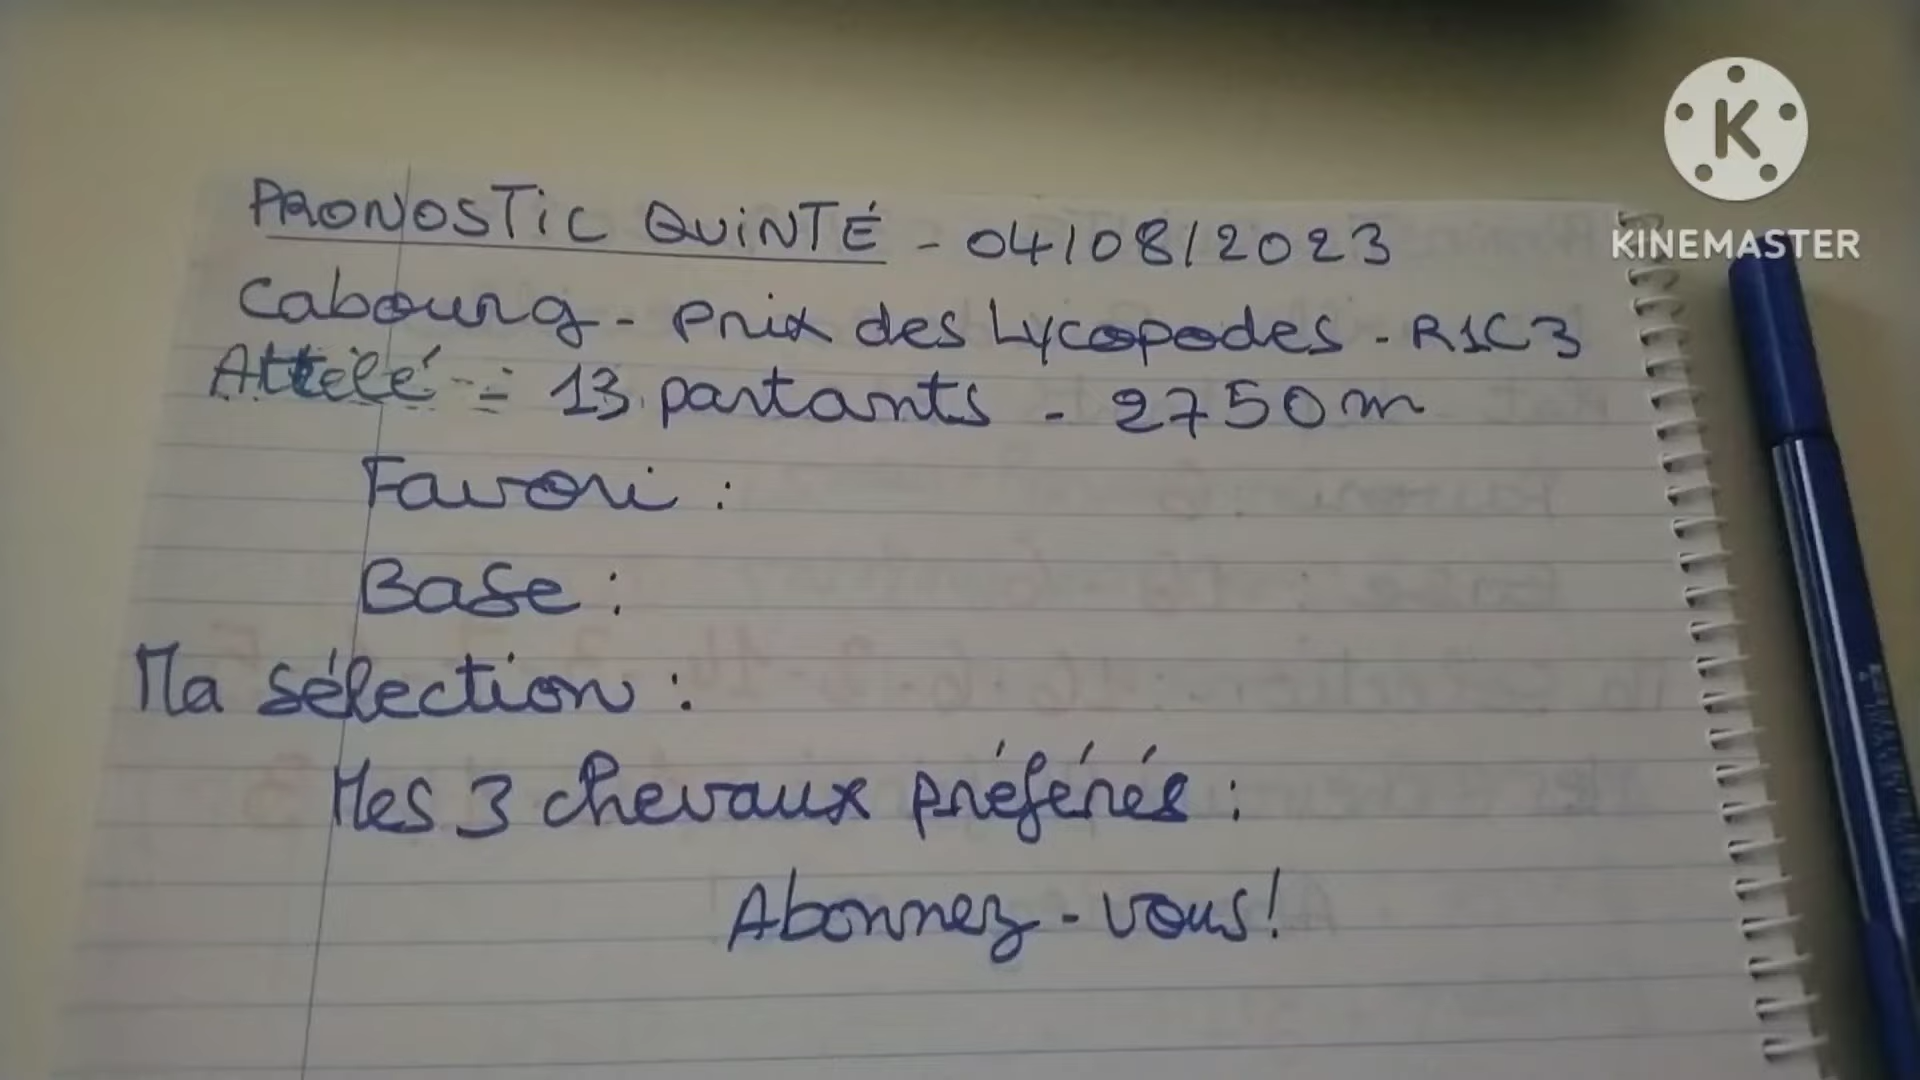 PRONOSTIC QUINTÉ - 04/08/2023
Cabourg - Prix des Lycopodes - R1C3
Attelé - 13 partants - 2750m
Favori :
Base :
Ma sélection :
Mes 3 chevaux préférés :
Abonnez-vous!
K
KINEMASTER